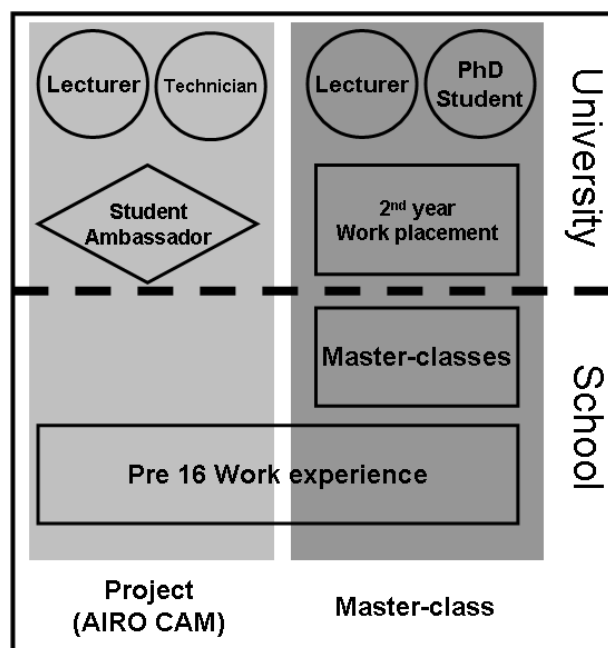 Lecturer
Technician
Lecturer
PhD
Student
Student
Ambassador
2nd year
Work placement
University
Master-classes
School
Pre 16 Work experience
Project
(AIRO CAM)
Master-class